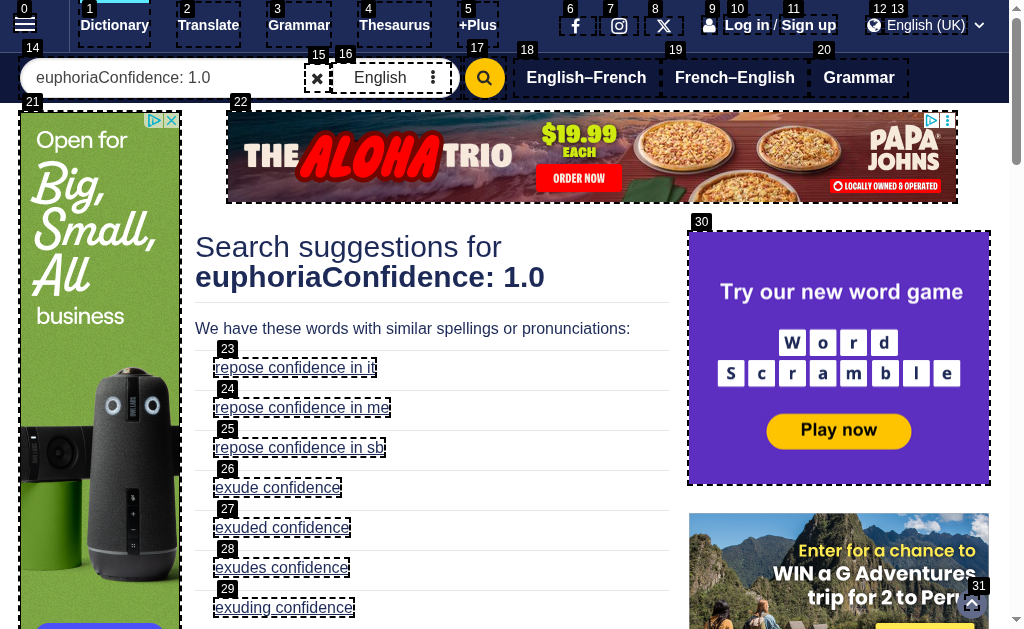 0 1 2 3 4 5 6 7 8 9 10 11 12 13
Dictionary Translate Grammar Thesaurus +Plus Log in / Sign up English (UK)
14 15 16 17 18 19 20
euphoriaConfidence: 1.0 English English–French French–English Grammar
21 22
Open for
Big,
Small,
All
business
THE ALOHA TRIO
$19.99
EACH
ORDER NOW
PAPA
JOHNS
LOCALLY OWNED & OPERATED
Search suggestions for
euphoriaConfidence: 1.0
We have these words with similar spellings or pronunciations:
23
repose confidence in it
24
repose confidence in me
25
repose confidence in sb
26
exude confidence
27
exuded confidence
28
exudes confidence
29
exuding confidence
30
Try our new word game
W o r d
S c r a m b l e
Play now
Enter for a chance to
WIN a G Adventures
trip for 2 to Peru
31